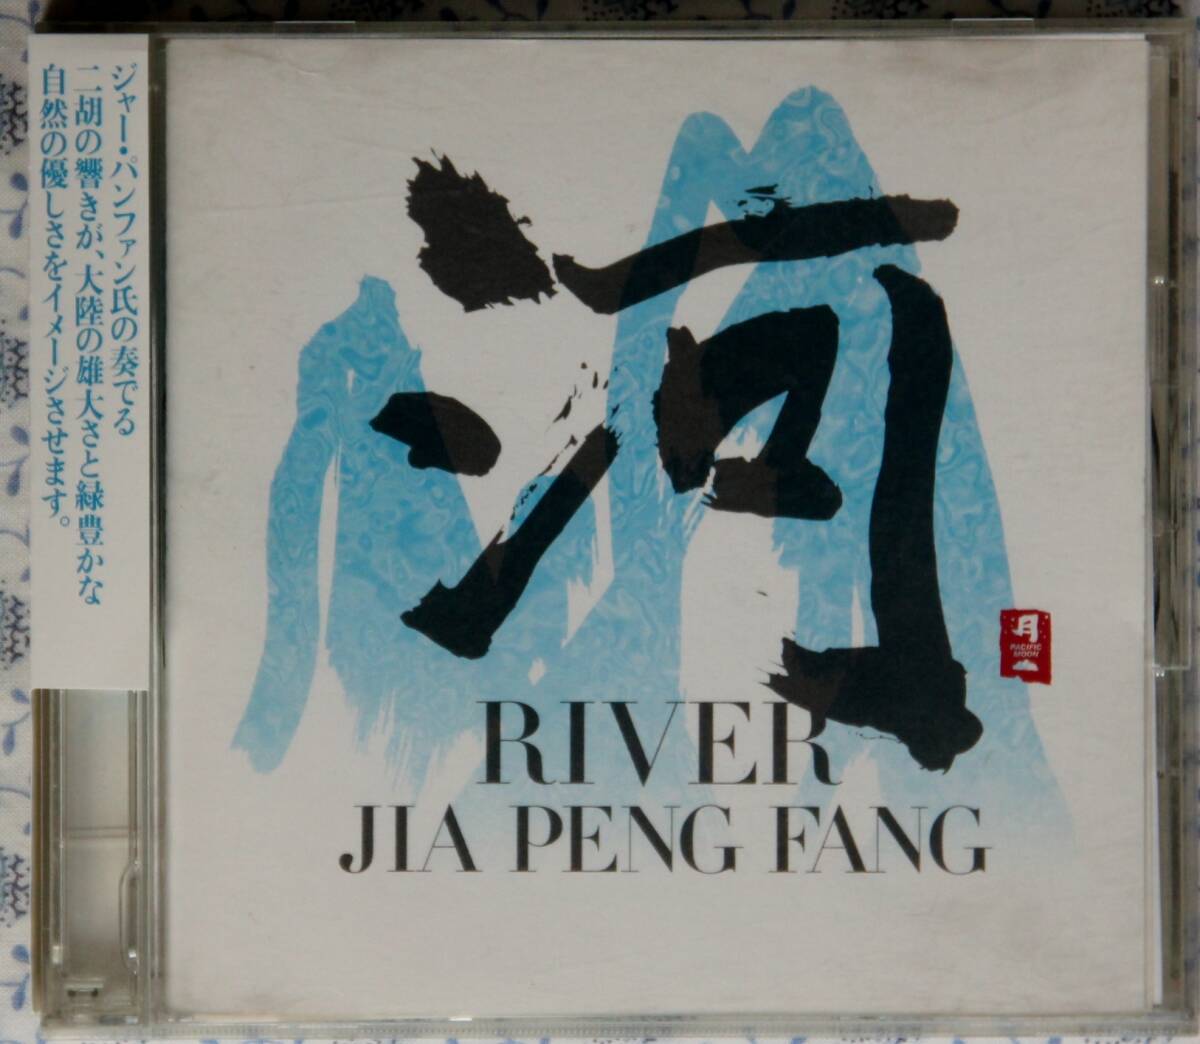 ジャー・パンファン氏の奏でる
二胡の響きが、大陸の雄大さと緑豊かな
自然の優しさをイメージさせます。
河
月
PACIFIC
MOON
RIVER
JIA PENG FANG